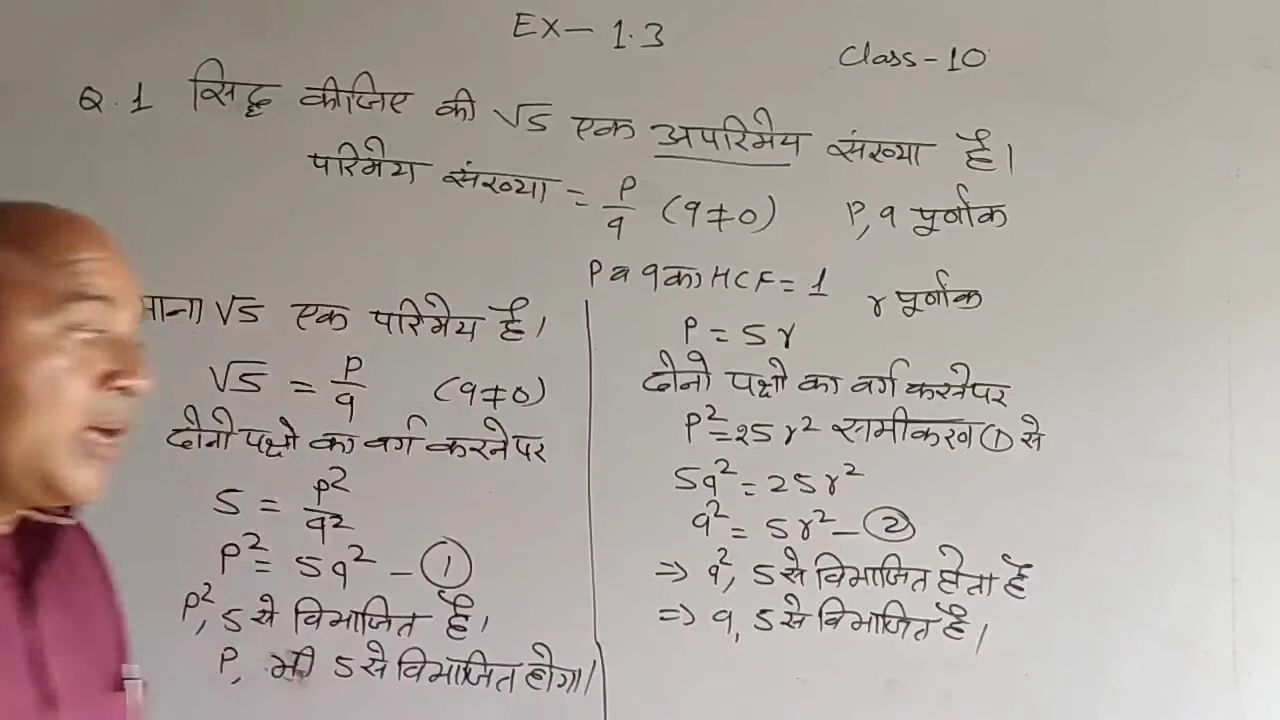 EX- 1.3
Class-10
Q.1 सिद्ध कीजिए की √5 एक अपरिमेय संख्या है।
परिमेय संख्या = P/q (q≠0) P, q पूर्णांक
P व q का HCF = 1
माना √5 एक परिमेय है।
√5 = P/q (q≠0)
दोनो पक्षो का वर्ग करने पर
5 = P²/q²
P² = 5q² - ①
P², 5 से विभाजित है।
P, भी 5 से विभाजित होगा।
r पूर्णांक
P = 5r
दोनो पक्षो का वर्ग करने पर
P² = 25r² समीकरण ① से
5q² = 25r²
q² = 5r² - ②
⇒ q², 5 से विभाजित होता है
⇒ q, 5 से विभाजित है।